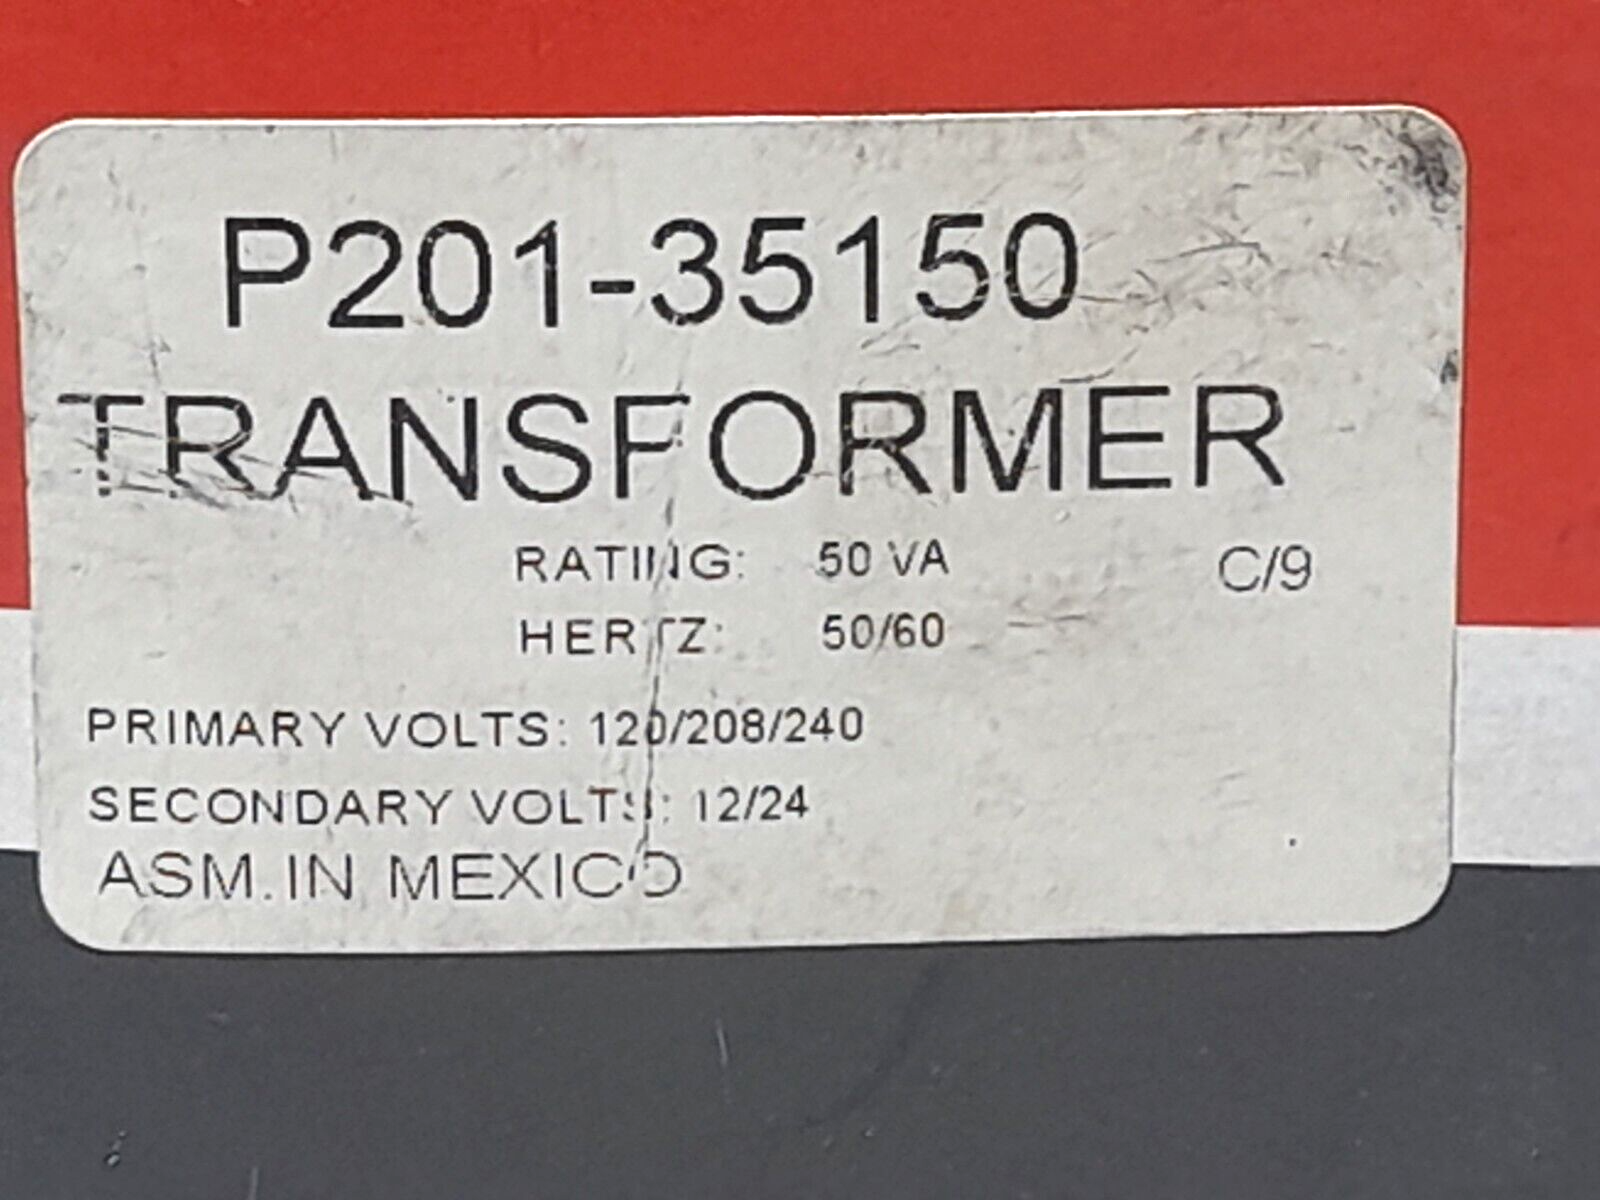 P201-35150
TRANSFORMER
RATING: 50 VA C/9
HERTZ: 50/60
PRIMARY VOLTS: 120/208/240
SECONDARY VOLTS: 12/24
ASM.IN MEXICO